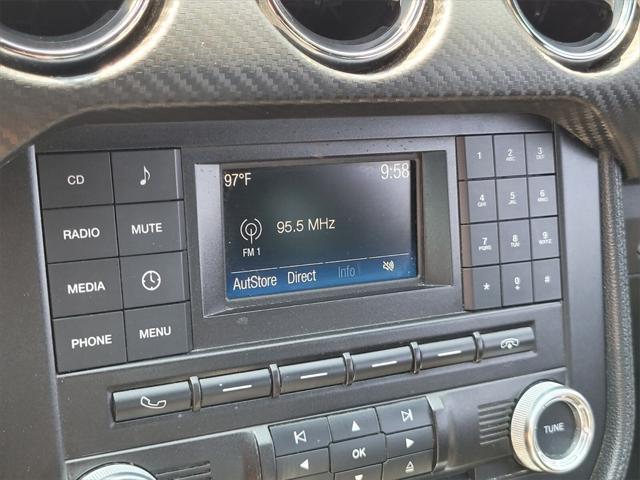 CD
RADIO
MUTE
MEDIA
PHONE
MENU
97°F
9:58
95.5 MHz
FM 1
AutStore Direct Info
1 2 ABC 3 DEF
4 GHI 5 JKL 6 MNO
7 PQRS 8 TUV 9 WXYZ
* 0 + #
OK
TUNE